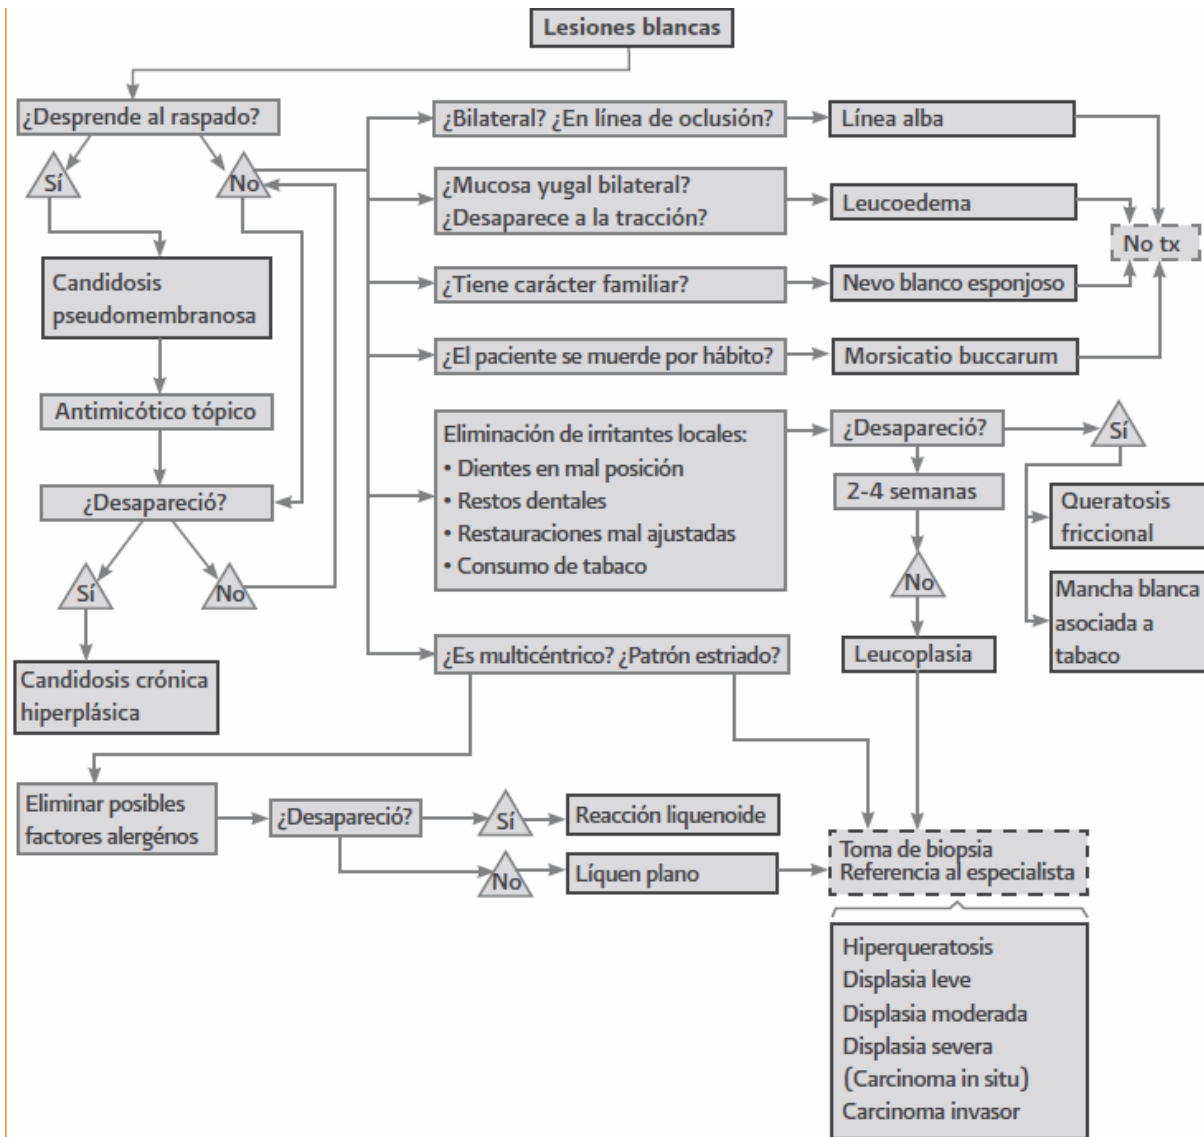 Lesiones blancas
¿Desprende al raspado?
Sí
No
Candidosis
pseudomembranosa
Antimicótico tópico
¿Desapareció?
Sí
No
Candidosis crónica
hiperplásica
¿Bilateral? ¿En línea de oclusión?
Línea alba
¿Mucosa yugal bilateral?
¿Desaparece a la tracción?
Leucoedema
No tx
¿Tiene carácter familiar?
Nevo blanco esponjoso
¿El paciente se muerde por hábito?
Morsicatio buccarum
Eliminación de irritantes locales:
• Dientes en mal posición
• Restos dentales
• Restauraciones mal ajustadas
• Consumo de tabaco
¿Desapareció?
Sí
2-4 semanas
Queratosis
friccional
No
Mancha blanca
asociada a
tabaco
Leucoplasia
¿Es multicéntrico? ¿Patrón estriado?
Eliminar posibles
factores alergénos
¿Desapareció?
Sí
Reacción liquenoide
No
Líquen plano
Toma de biopsia
Referencia al especialista
Hiperqueratosis
Displasia leve
Displasia moderada
Displasia severa
(Carcinoma in situ)
Carcinoma invasor